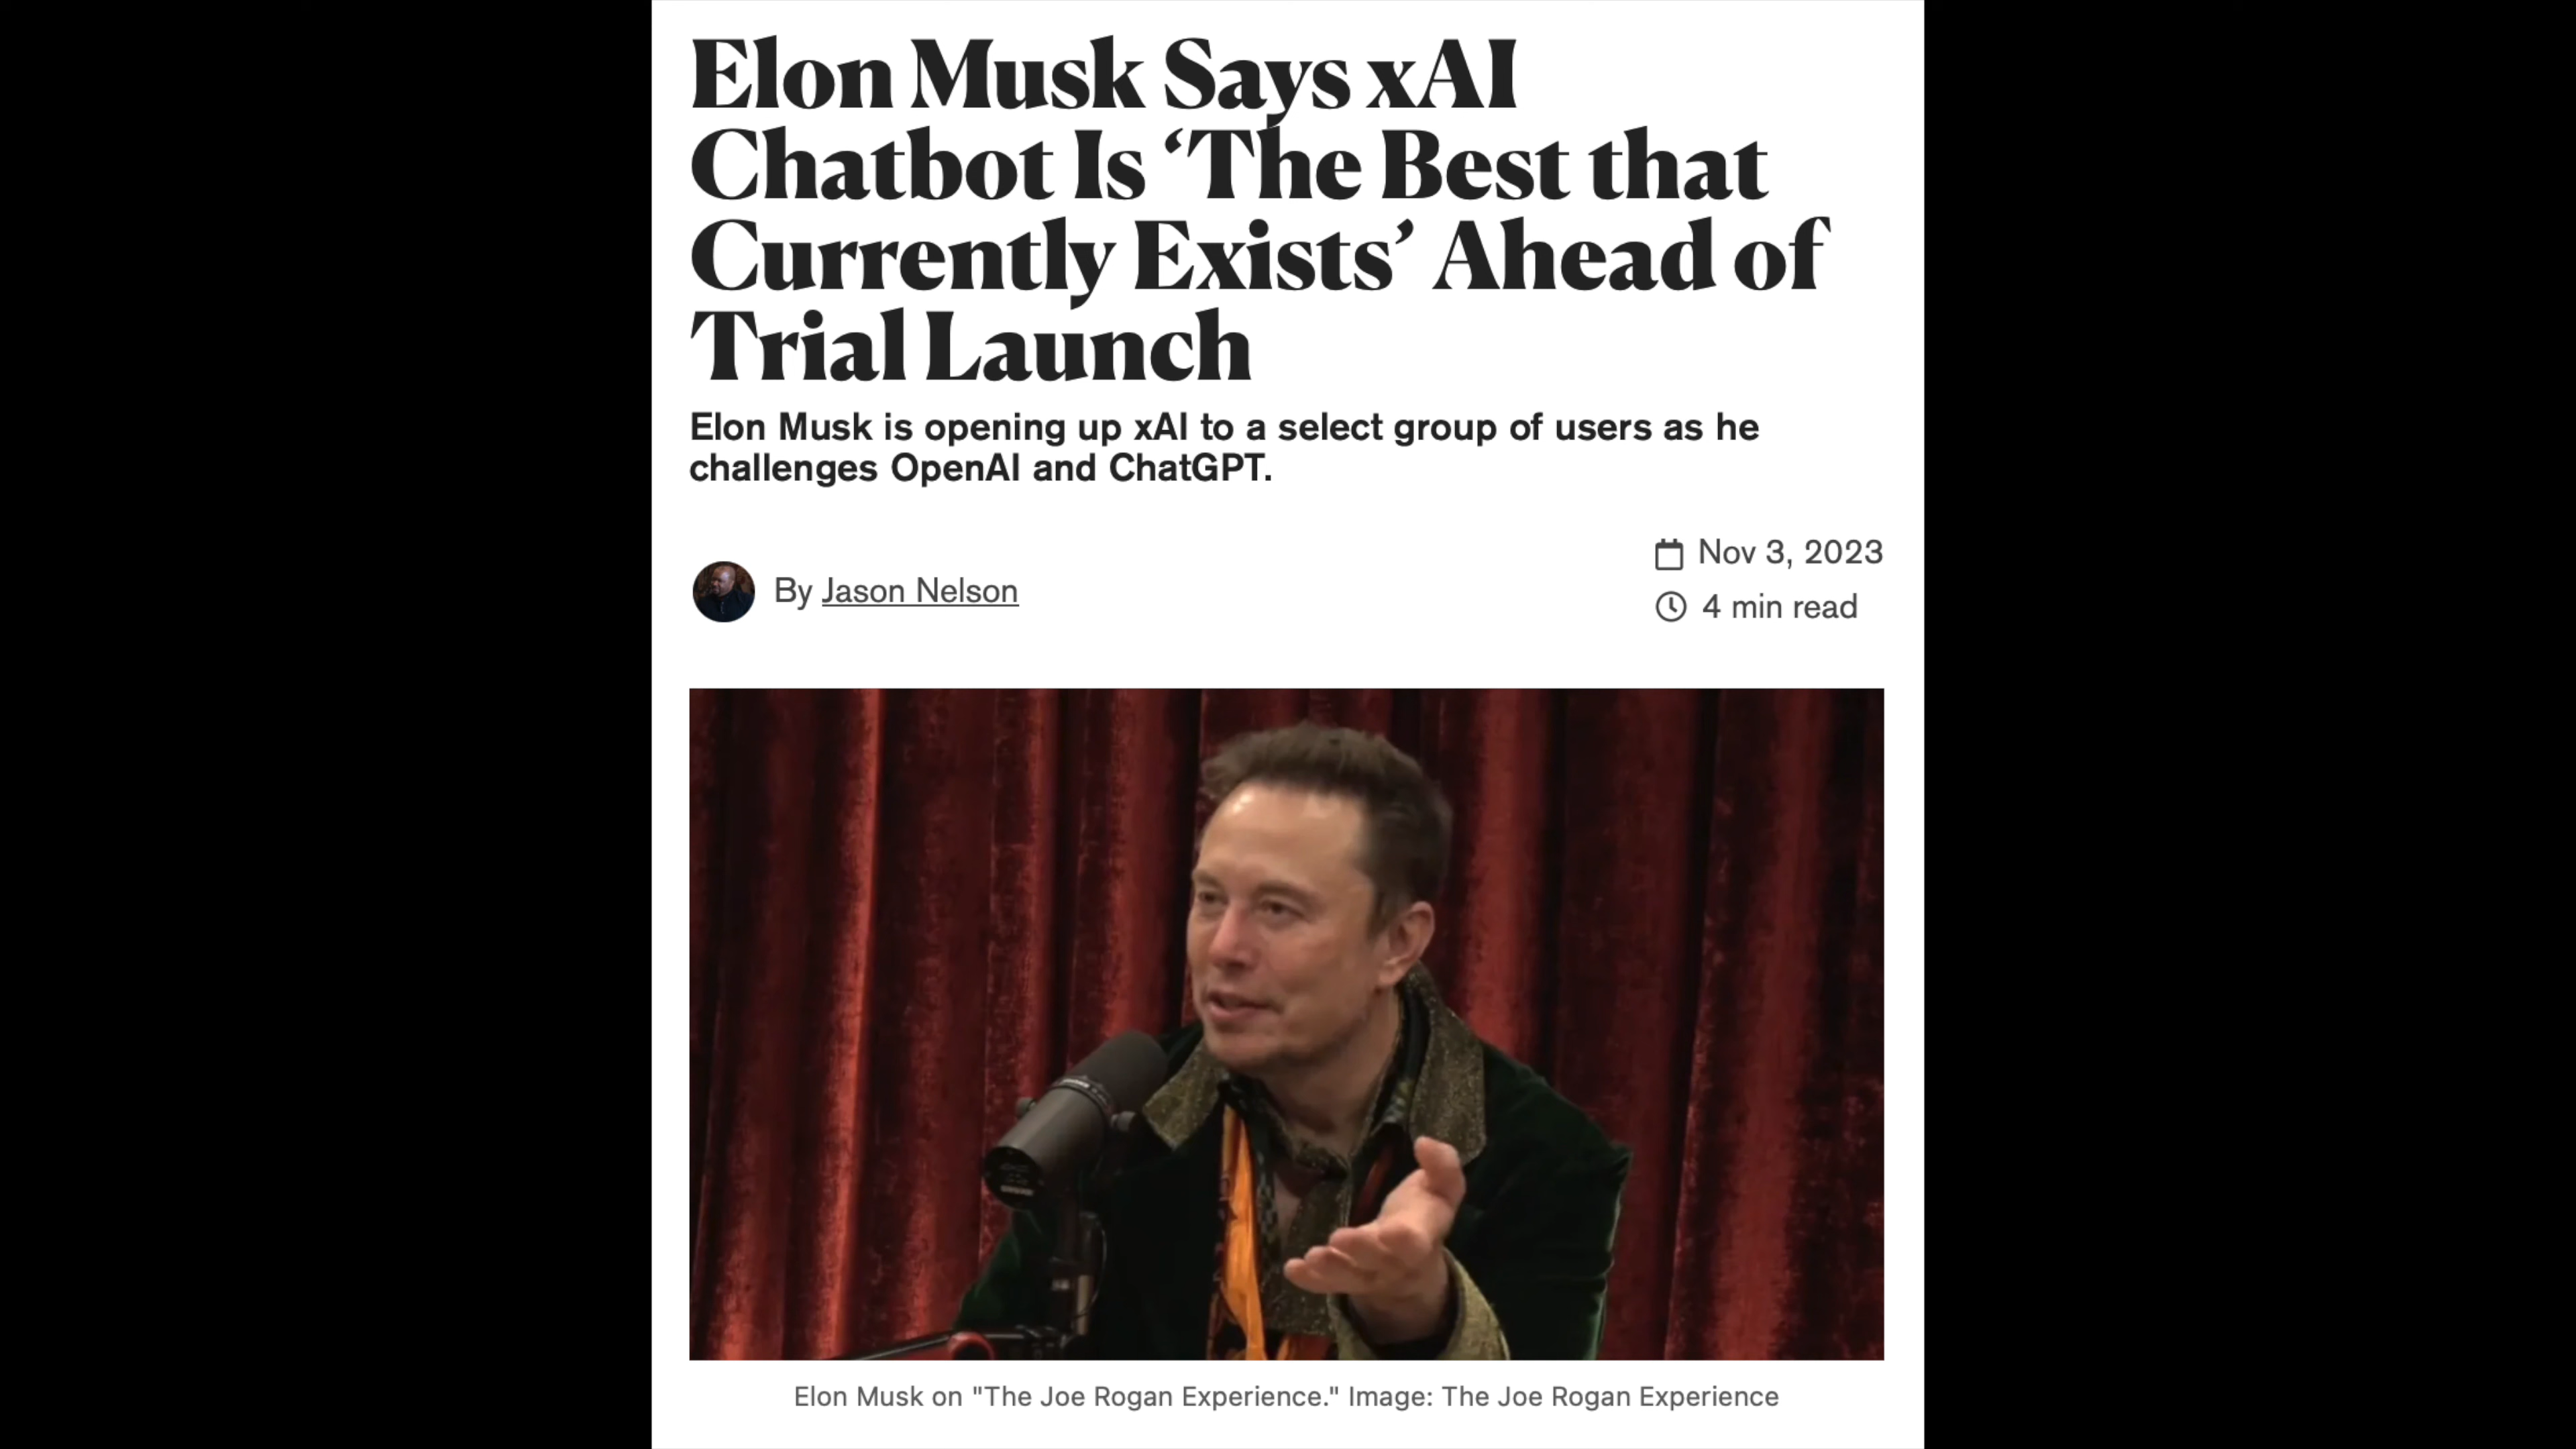 Elon Musk Says xAI
Chatbot Is ‘The Best that
Currently Exists’ Ahead of
Trial Launch
Elon Musk is opening up xAI to a select group of users as he
challenges OpenAI and ChatGPT.
By Jason Nelson
Nov 3, 2023
4 min read
Elon Musk on "The Joe Rogan Experience." Image: The Joe Rogan Experience